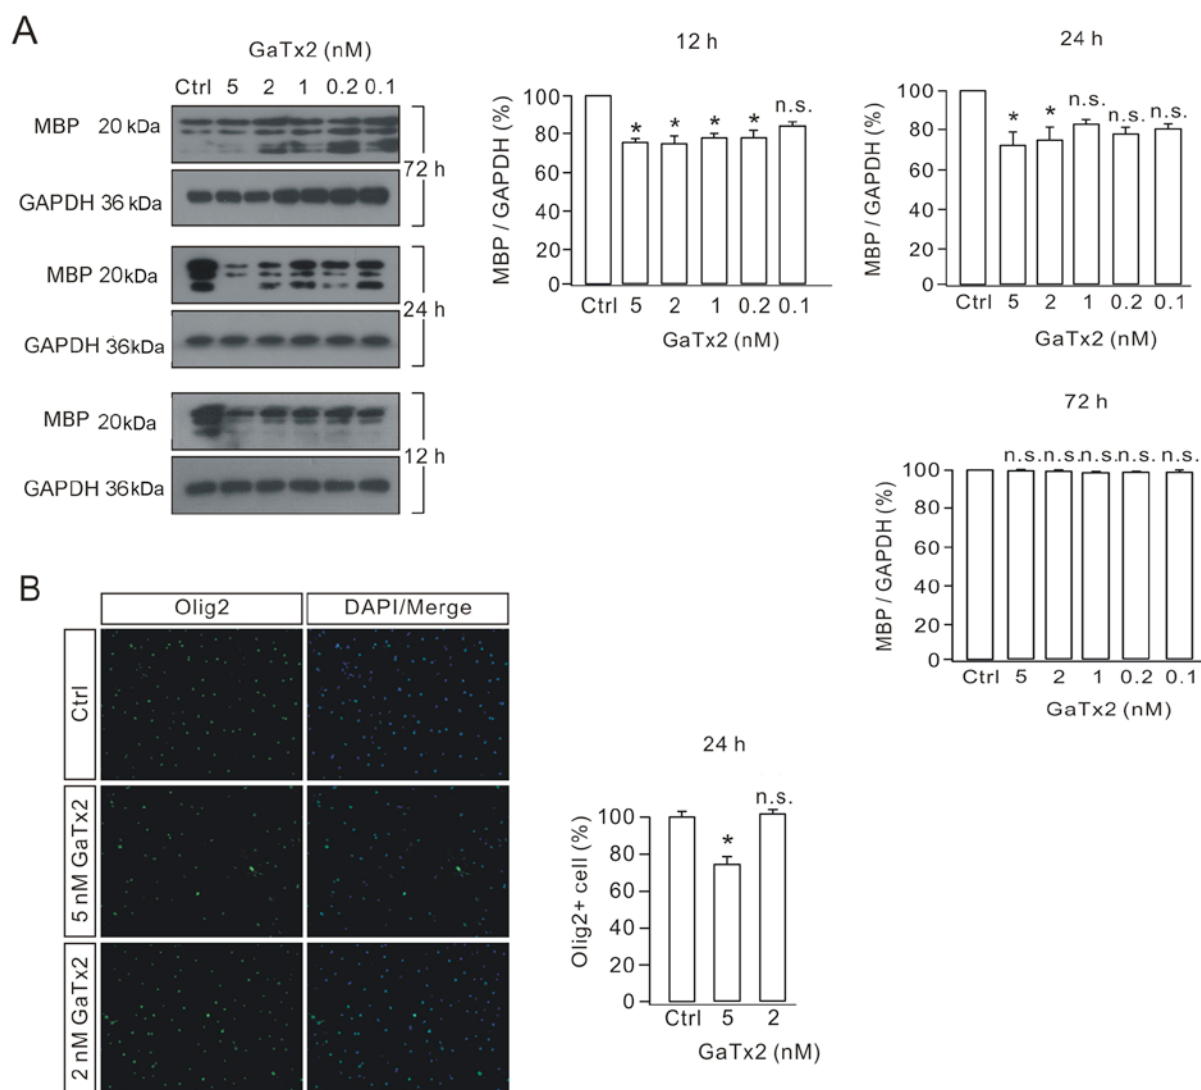 A
GaTx2 (nM)
Ctrl 5 2 1 0.2 0.1
MBP 20 kDa
GAPDH 36 kDa
72 h
MBP 20kDa
GAPDH 36kDa
24 h
MBP 20kDa
GAPDH 36kDa
12 h
12 h
MBP / GAPDH (%)
100
80
60
40
20
0
* * * * n.s.
Ctrl 5 2 1 0.2 0.1
GaTx2 (nM)
24 h
MBP / GAPDH (%)
100
80
60
40
20
0
* * n.s. n.s. n.s.
Ctrl 5 2 1 0.2 0.1
GaTx2 (nM)
72 h
MBP / GAPDH (%)
100
80
60
40
20
0
n.s. n.s. n.s. n.s. n.s.
Ctrl 5 2 1 0.2 0.1
GaTx2 (nM)
B
Olig2 DAPI/Merge
Ctrl
5 nM GaTx2
2 nM GaTx2
24 h
Olig2+ cell (%)
100
80
60
40
20
0
* n.s.
Ctrl 5 2
GaTx2 (nM)